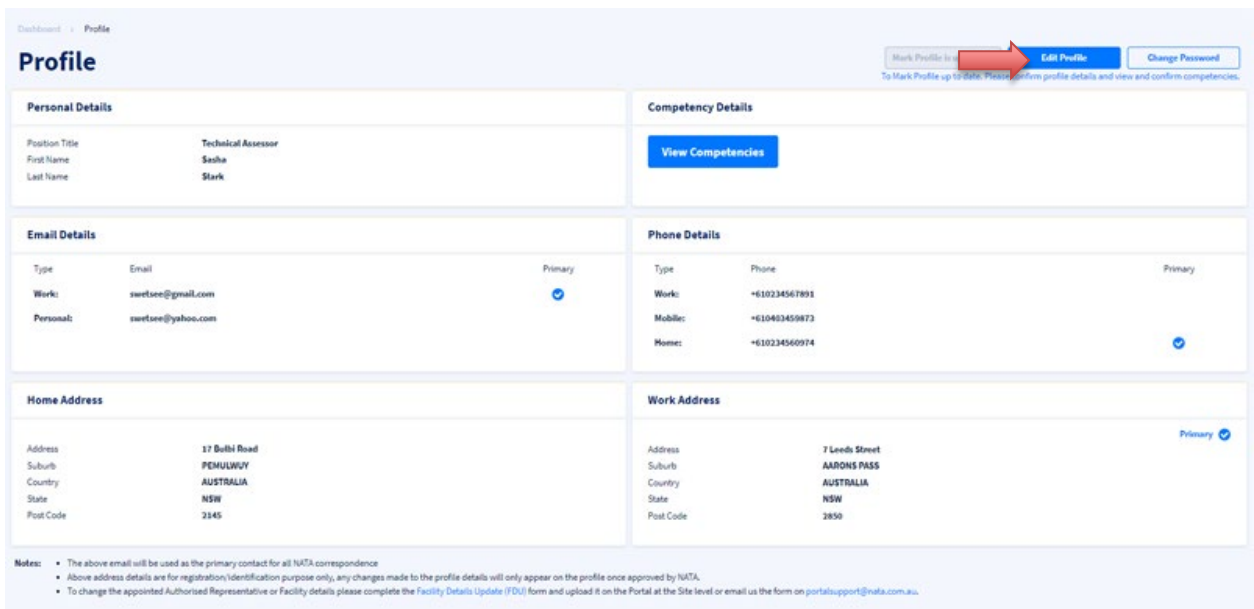 Dashboard › Profile
Profile
Mark Profile is
Edit Profile
Change Password
To Mark Profile up to date. Please confirm profile details and view and confirm competencies.
Personal Details
Position Title Technical Assessor
First Name Sasha
Last Name Stark
Competency Details
View Competencies
Email Details
Type Email Primary
Work: swetsee@gmail.com
Personal: swetsee@yahoo.com
Phone Details
Type Phone Primary
Work: +610234567891
Mobile: +610403459873
Home: +610234560974
Home Address
Address 17 Bulbi Road
Suburb PEMULWUY
Country AUSTRALIA
State NSW
Post Code 2145
Work Address
Primary
Address 7 Leeds Street
Suburb AARONS PASS
Country AUSTRALIA
State NSW
Post Code 2850
Notes: • The above email will be used as the primary contact for all NATA correspondence
• Above address details are for registration/identification purpose only, any changes made to the profile details will only appear on the profile once approved by NATA.
• To change the appointed Authorised Representative or Facility details please complete the Facility Details Update (FDU) form and upload it on the Portal at the Site level or email us the form on portalsupport@nata.com.au.